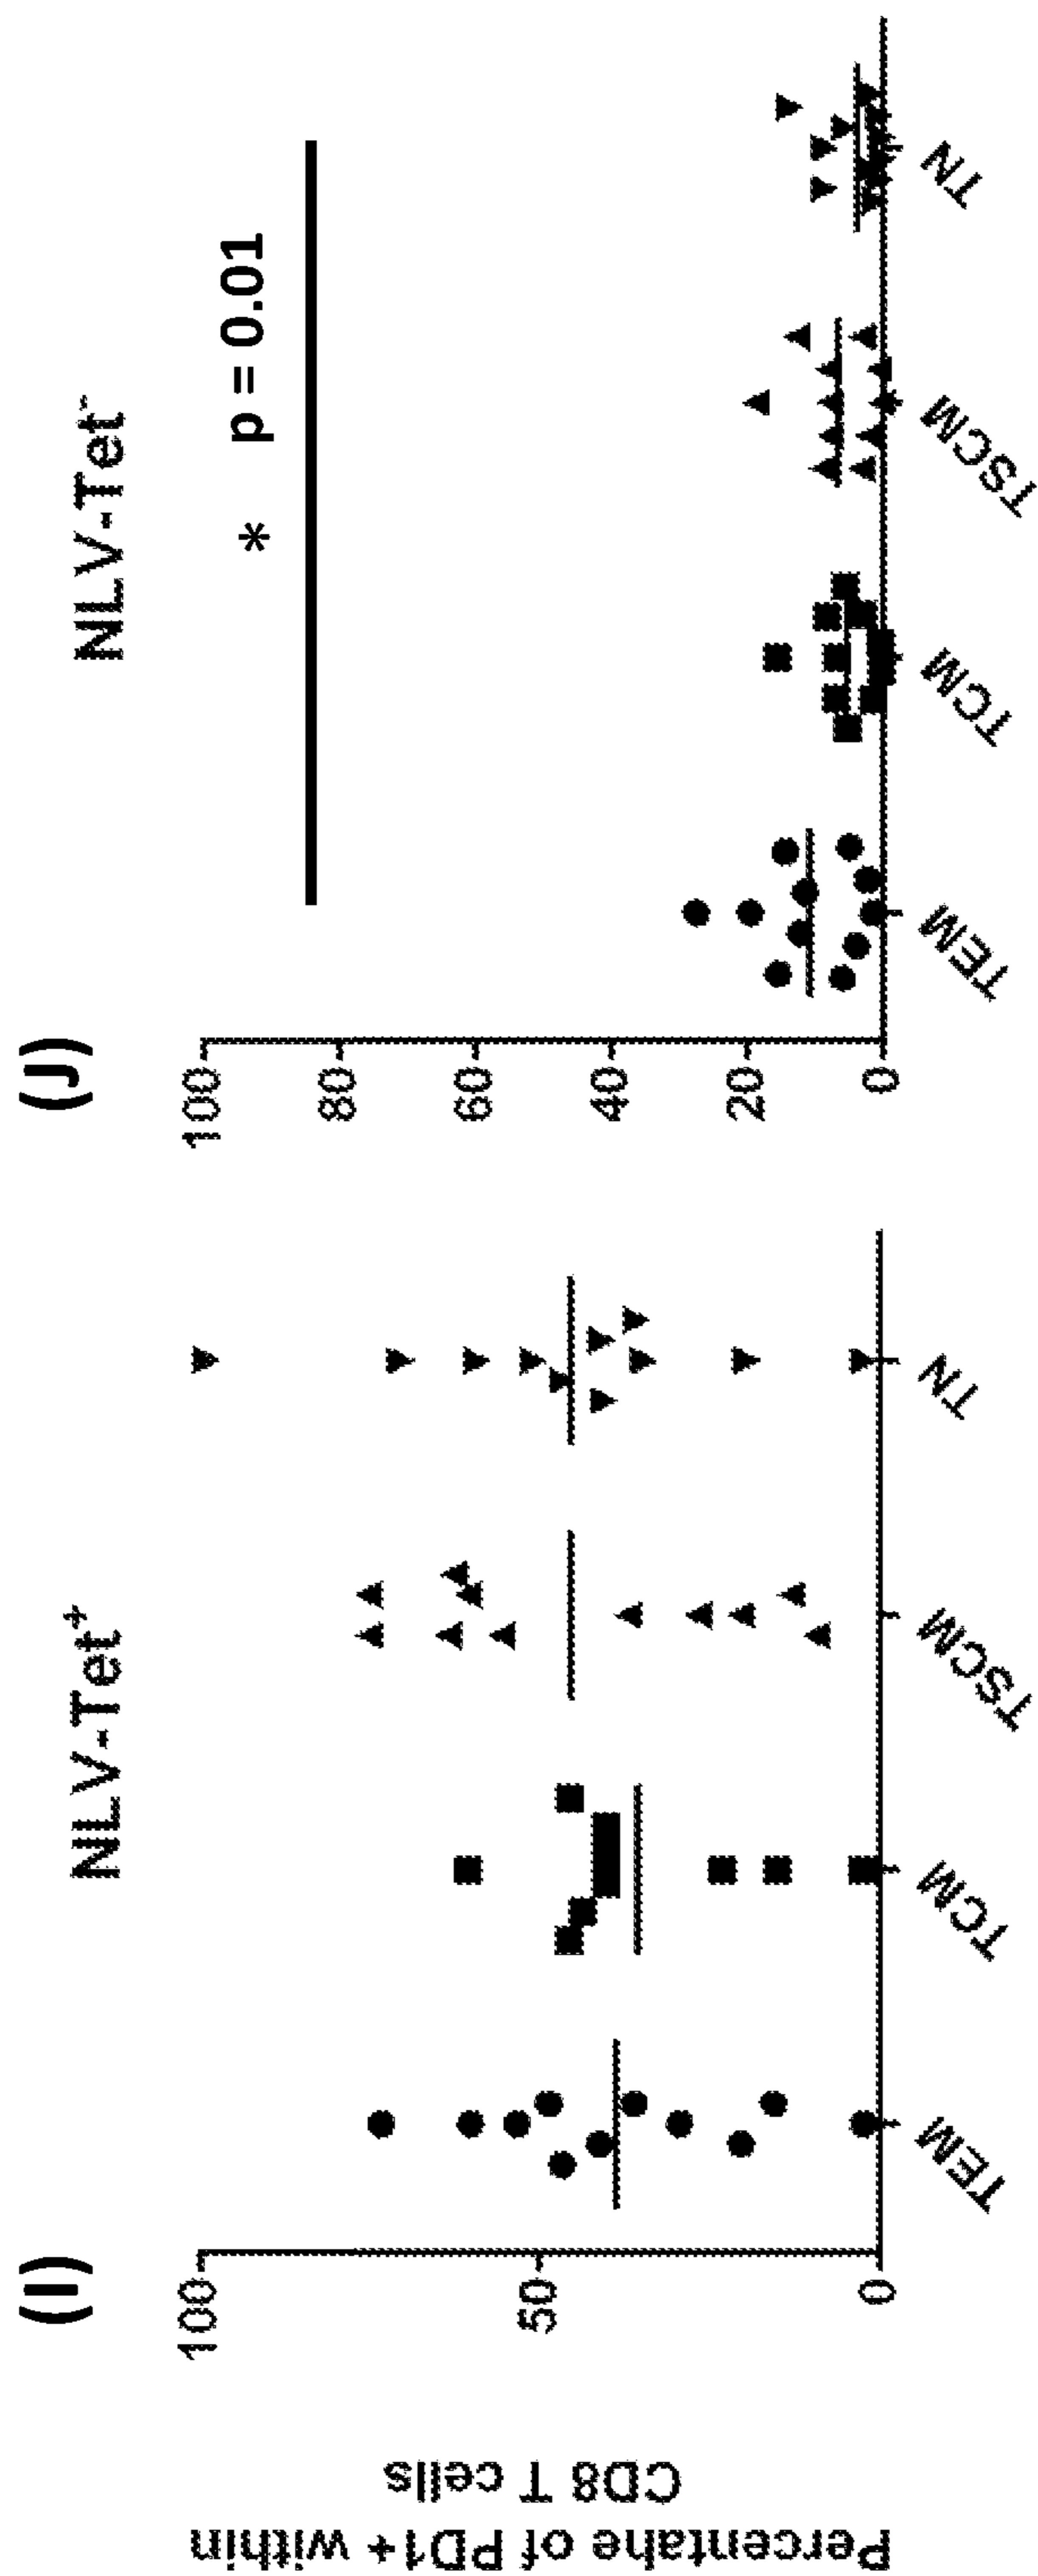 (I)
NLV-Tet+
Percentahe of PD1+ within
CD8 T cells
100
50
0
TEM
TCM
TSCM
TN
(J)
NLV-Tet-
* p = 0.01
100
80
60
40
20
0
TEM
TCM
TSCM
TN